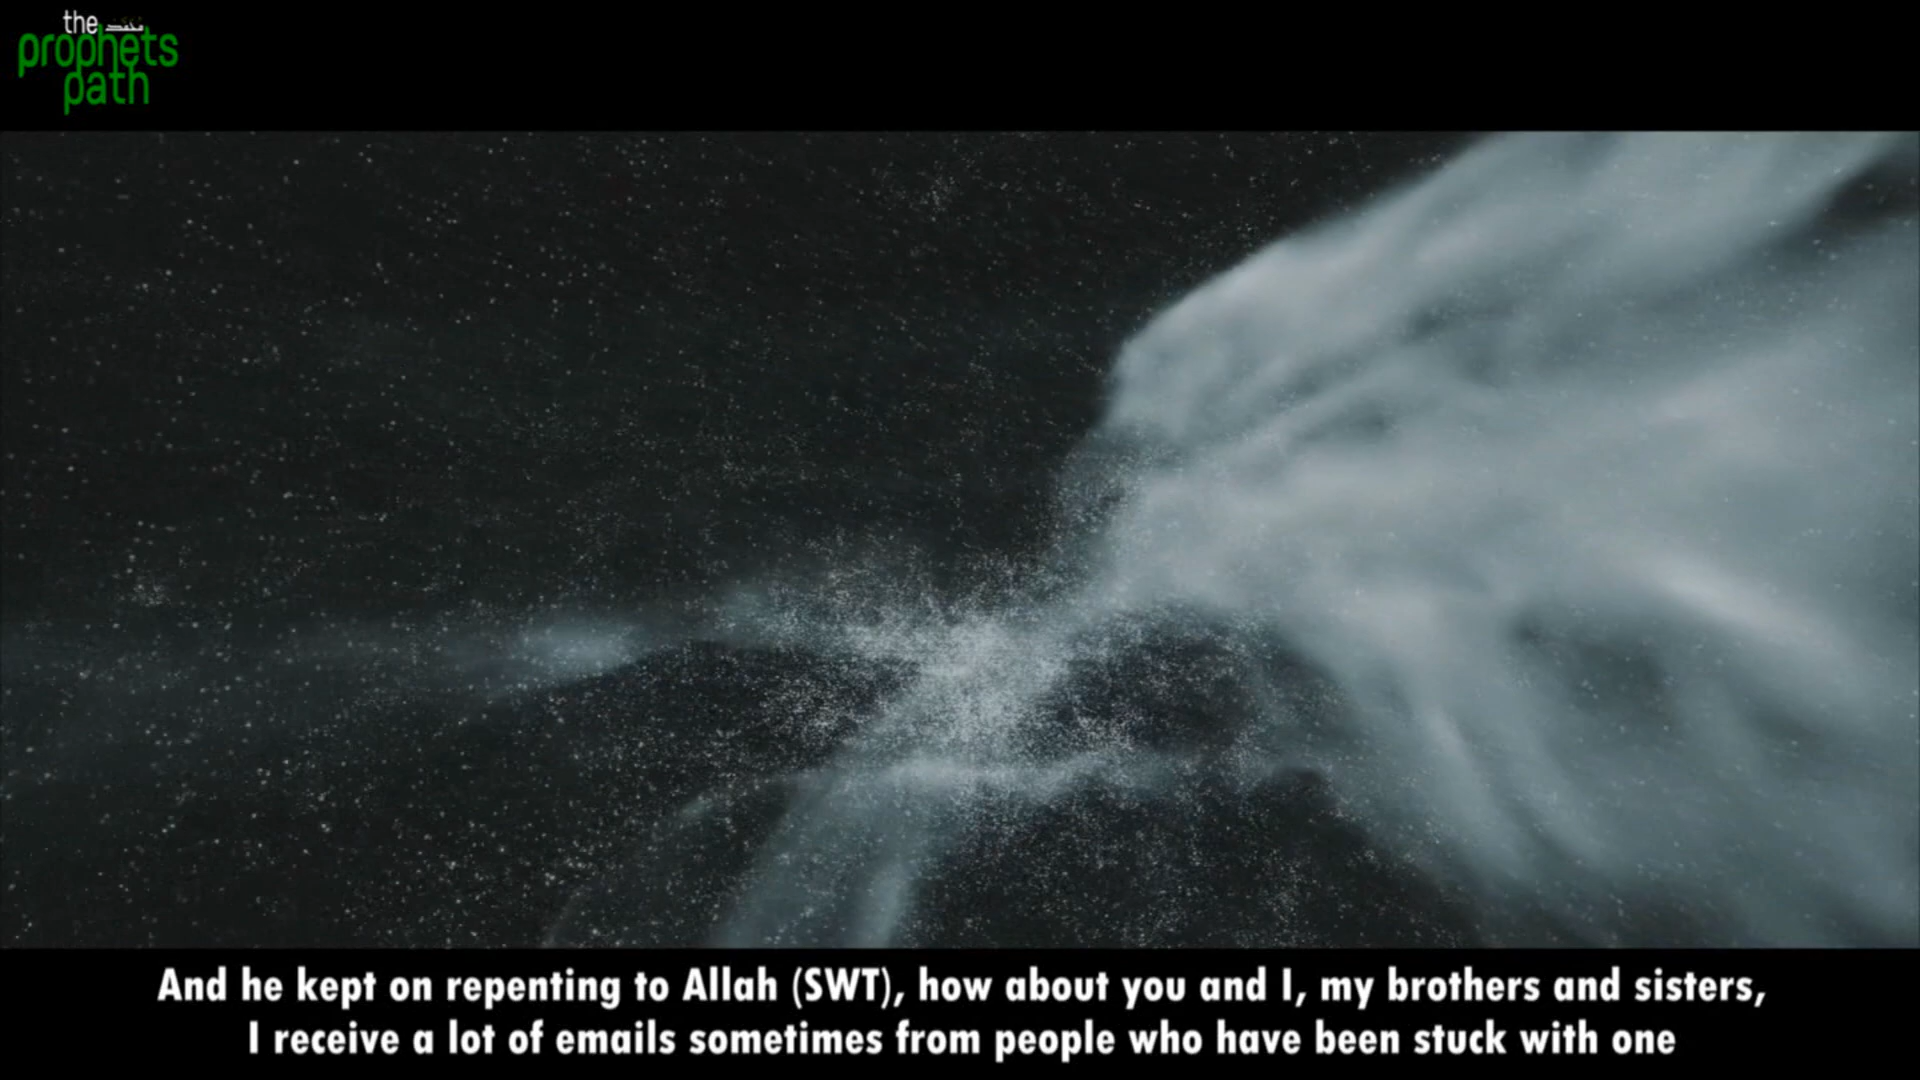 the محمد
prophets
path
And he kept on repenting to Allah (SWT), how about you and I, my brothers and sisters,
I receive a lot of emails sometimes from people who have been stuck with one